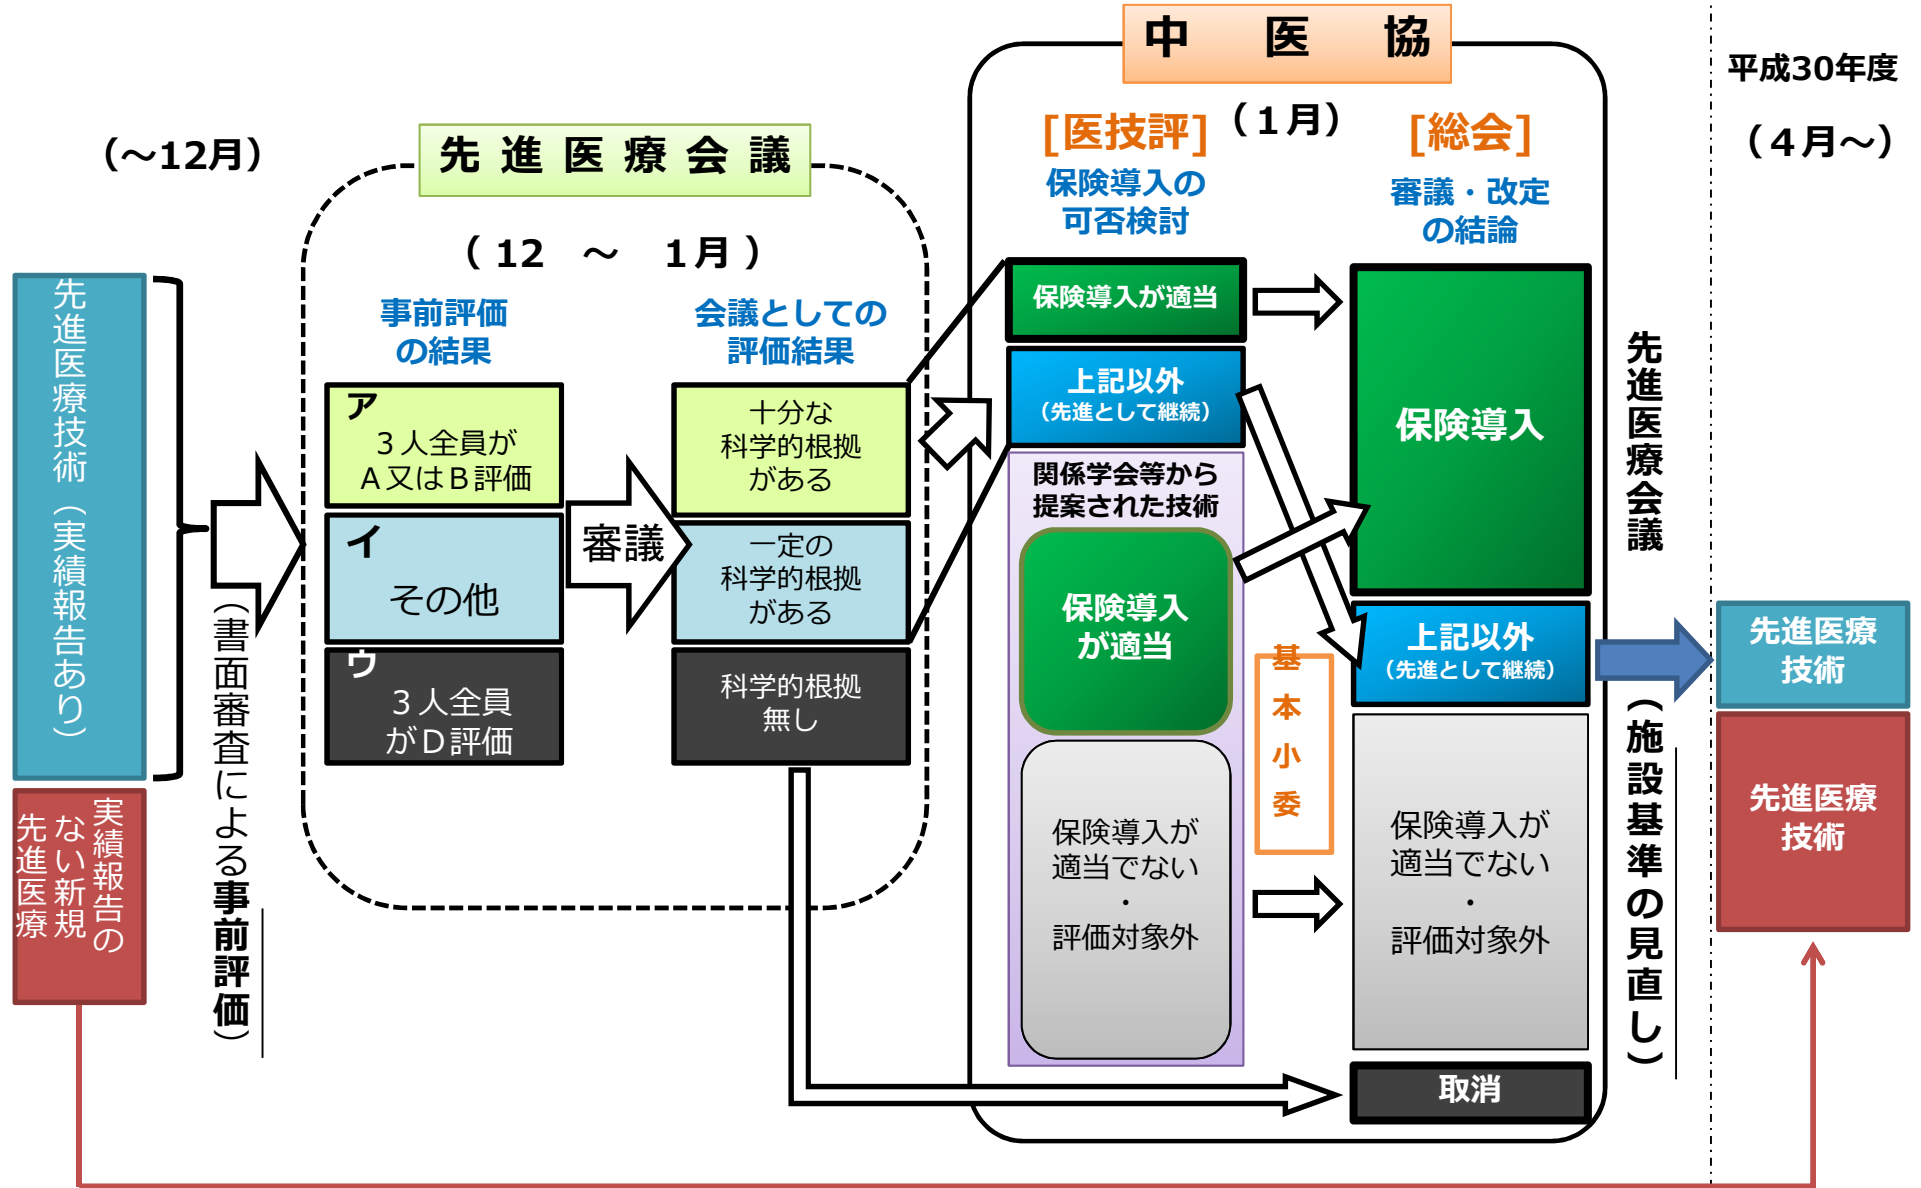 中 医 協
平成30年度
（４月～）
（～12月）
先 進 医 療 会 議
（ 12 ～ １月 ）
[医技評]
（１月）
[総会]
保険導入の
可否検討
審議・改定
の結論
先進医療技術（実績報告あり）
実績報告の
ない新規
先進医療
（書面審査による事前評価）
事前評価
の結果
会議としての
評価結果
ア
３人全員が
Ａ又はＢ評価
イ
その他
ウ
３人全員
がＤ評価
審議
十分な
科学的根拠
がある
一定の
科学的根拠
がある
科学的根拠
無し
保険導入が適当
上記以外
（先進として継続）
関係学会等から
提案された技術
保険導入
が適当
保険導入が
適当でない
・
評価対象外
基本小委
保険導入
上記以外
（先進として継続）
保険導入が
適当でない
・
評価対象外
取消
先進医療会議
（施設基準の見直し）
先進医療
技術
先進医療
技術